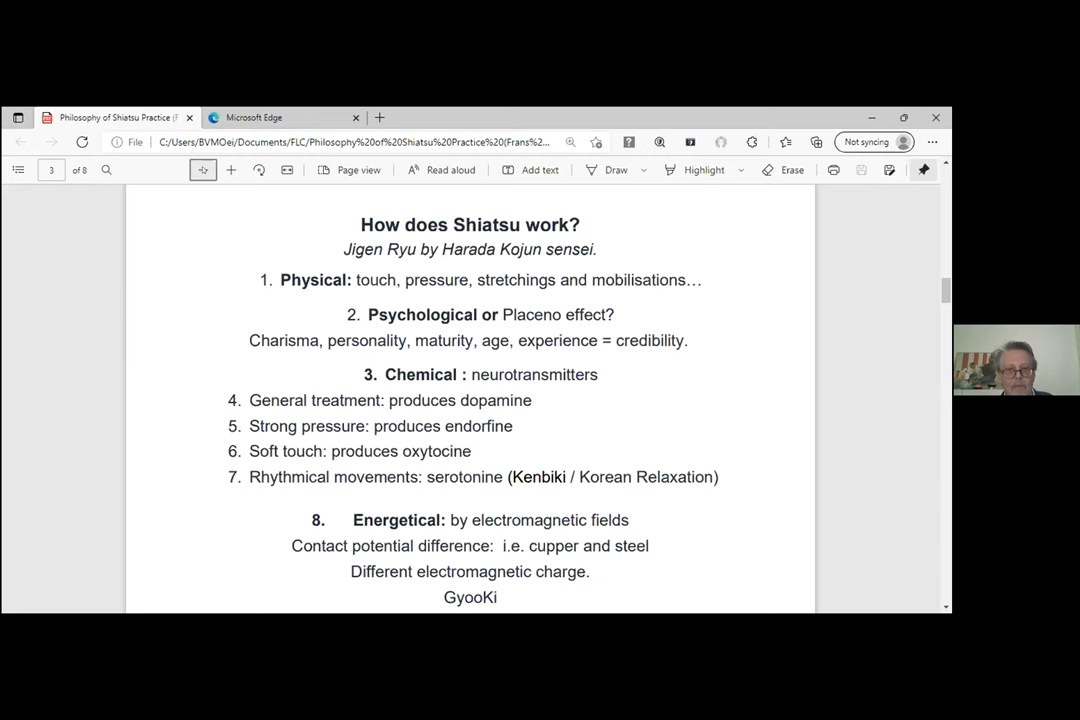 Philosophy of Shiatsu Practice (F
Microsoft Edge
File
C:/Users/BVMOei/Documents/FLC/Philosophy%20of%20Shiatsu%20Practice%20(Frans%2...
Not syncing
3 of 8
Page view
Read aloud
Add text
Draw
Highlight
Erase
How does Shiatsu work?
Jigen Ryu by Harada Kojun sensei.
1. Physical: touch, pressure, stretchings and mobilisations…
2. Psychological or Placeno effect?
Charisma, personality, maturity, age, experience = credibility.
3. Chemical : neurotransmitters
4. General treatment: produces dopamine
5. Strong pressure: produces endorfine
6. Soft touch: produces oxytocine
7. Rhythmical movements: serotonine (Kenbiki / Korean Relaxation)
8. Energetical: by electromagnetic fields
Contact potential difference: i.e. cupper and steel
Different electromagnetic charge.
GyooKi